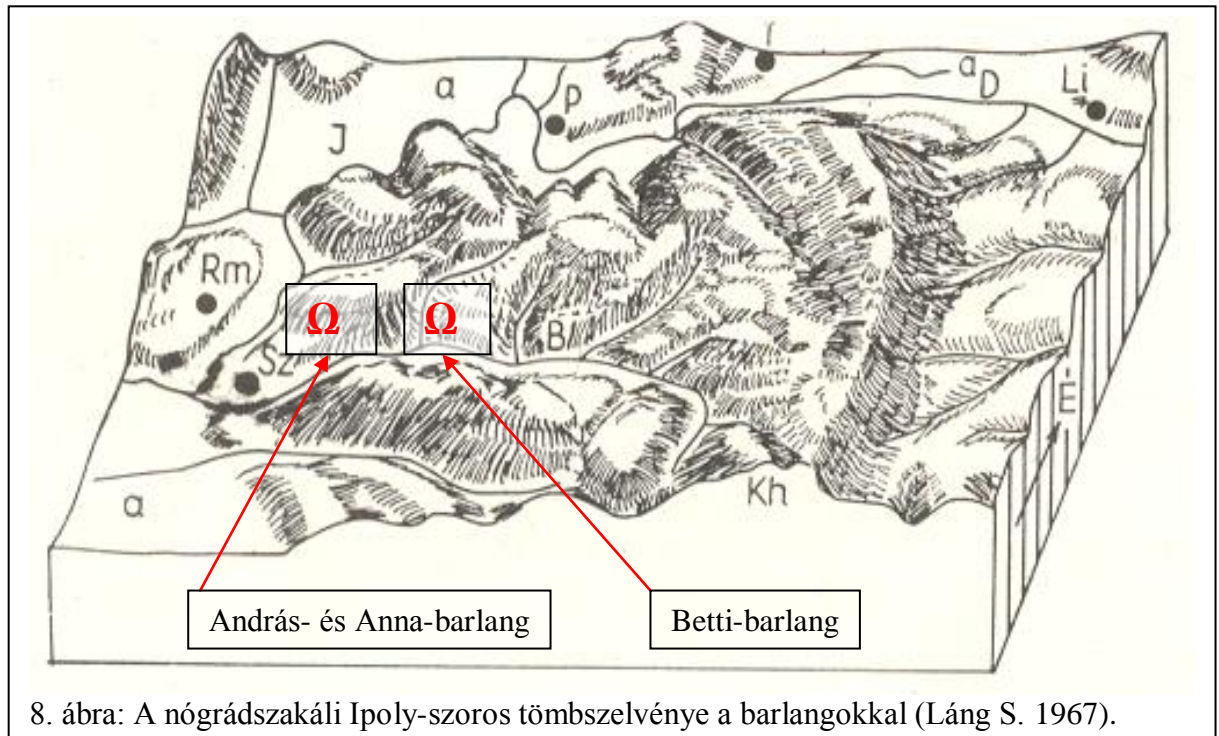 a
P
a
D
Li
J
Rm
Ω
Ω
B
Sz
É
Kh
a
András- és Anna-barlang
Betti-barlang
8. ábra: A nógrádszakáli Ipoly-szoros tömbszelvénye a barlangokkal (Láng S. 1967).